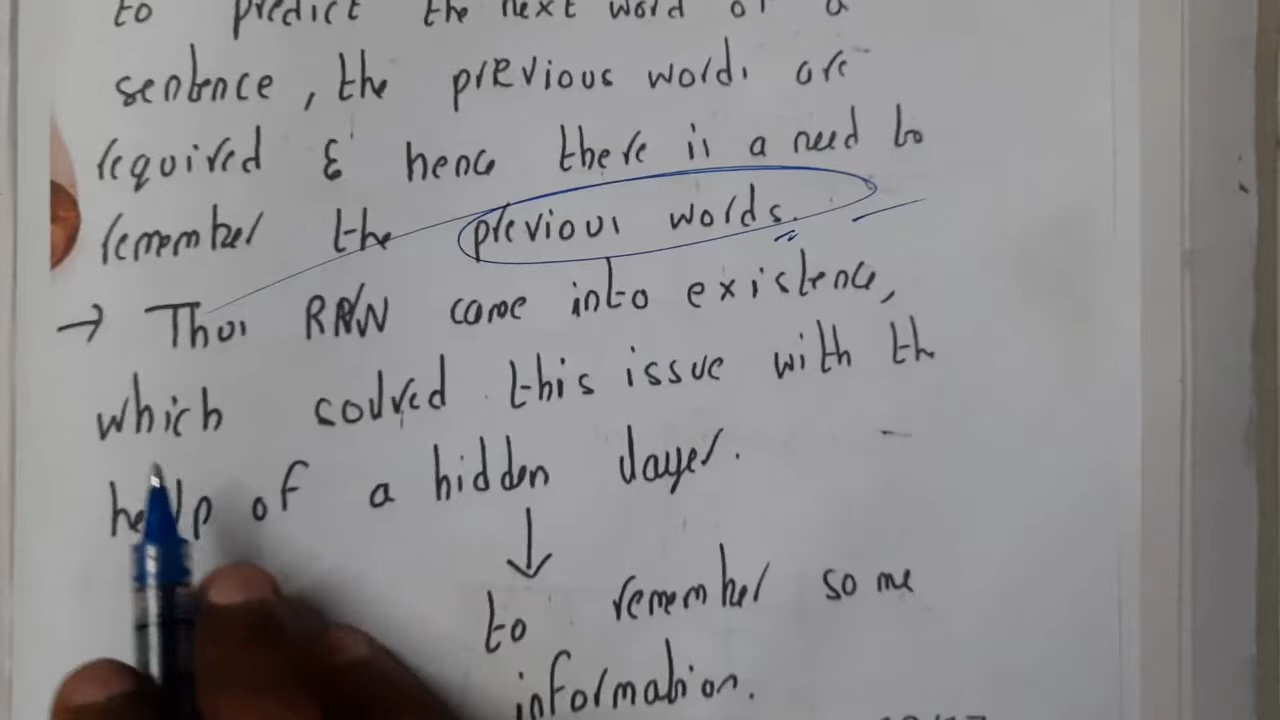 to predict the next word of a
sentence, the previous words are
required & hence there is a need to
remember the previous words.
→ Thus RNN came into existence,
which solved this issue with the
help of a hidden layer.
↓
to remember some
information.